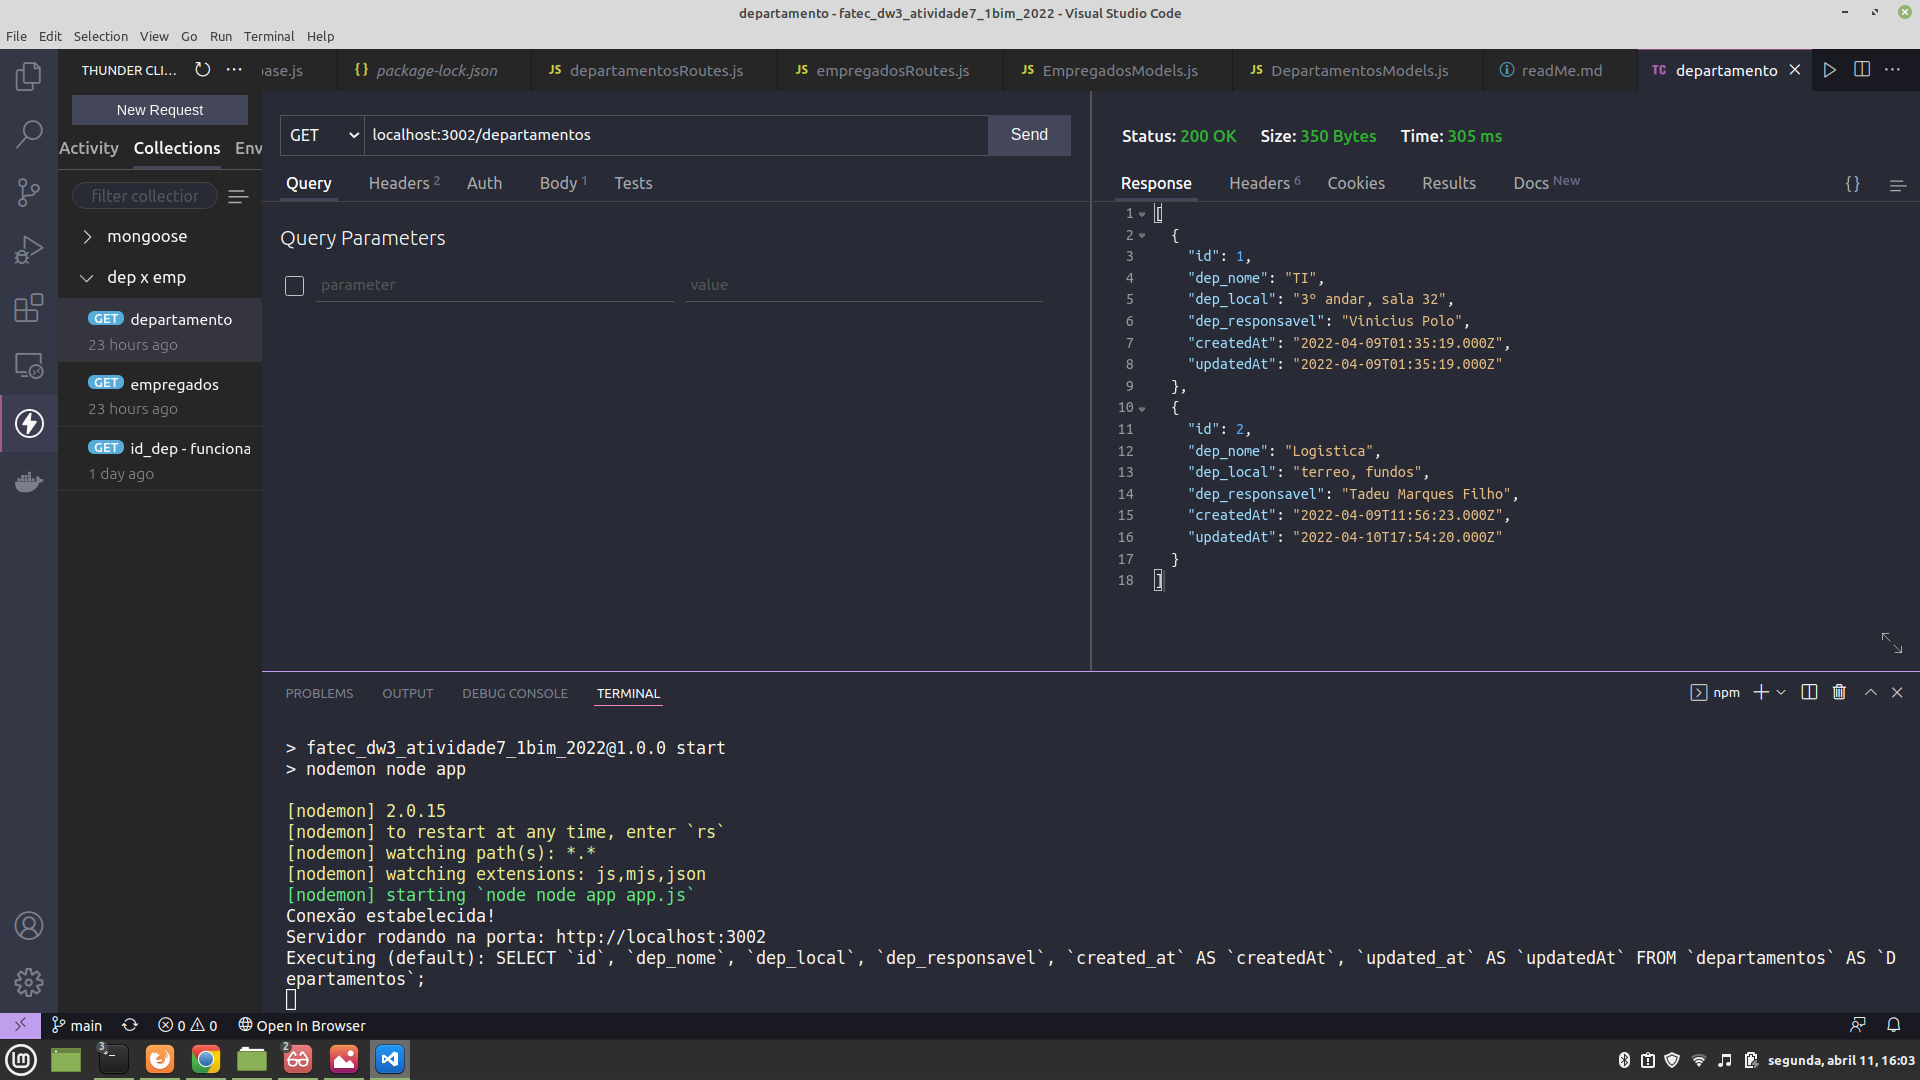 departamento - fatec_dw3_atividade7_1bim_2022 - Visual Studio Code
File Edit Selection View Go Run Terminal Help
THUNDER CLI... ase.js {} package-lock.json JS departamentosRoutes.js JS empregadosRoutes.js JS EmpregadosModels.js JS DepartamentosModels.js readMe.md TC departamento
New Request
Activity Collections Env
filter collection
mongoose
dep x emp
GET departamento
23 hours ago
GET empregados
23 hours ago
GET id_dep - funciona
1 day ago
GET localhost:3002/departamentos Send
Query Headers 2 Auth Body 1 Tests
Query Parameters
parameter value
Status: 200 OK Size: 350 Bytes Time: 305 ms
Response Headers 6 Cookies Results Docs New {}
1 [
2 {
3 "id": 1,
4 "dep_nome": "TI",
5 "dep_local": "3º andar, sala 32",
6 "dep_responsavel": "Vinicius Polo",
7 "createdAt": "2022-04-09T01:35:19.000Z",
8 "updatedAt": "2022-04-09T01:35:19.000Z"
9 },
10 {
11 "id": 2,
12 "dep_nome": "Logistica",
13 "dep_local": "terreo, fundos",
14 "dep_responsavel": "Tadeu Marques Filho",
15 "createdAt": "2022-04-09T11:56:23.000Z",
16 "updatedAt": "2022-04-10T17:54:20.000Z"
17 }
18 ]
PROBLEMS OUTPUT DEBUG CONSOLE TERMINAL npm
> fatec_dw3_atividade7_1bim_2022@1.0.0 start
> nodemon node app
[nodemon] 2.0.15
[nodemon] to restart at any time, enter `rs`
[nodemon] watching path(s): *.*
[nodemon] watching extensions: js,mjs,json
[nodemon] starting `node node app app.js`
Conexão estabelecida!
Servidor rodando na porta: http://localhost:3002
Executing (default): SELECT `id`, `dep_nome`, `dep_local`, `dep_responsavel`, `created_at` AS `createdAt`, `updated_at` AS `updatedAt` FROM `departamentos` AS `D
epartamentos`;
main 0 0 Open In Browser
3 2 segunda, abril 11, 16:03